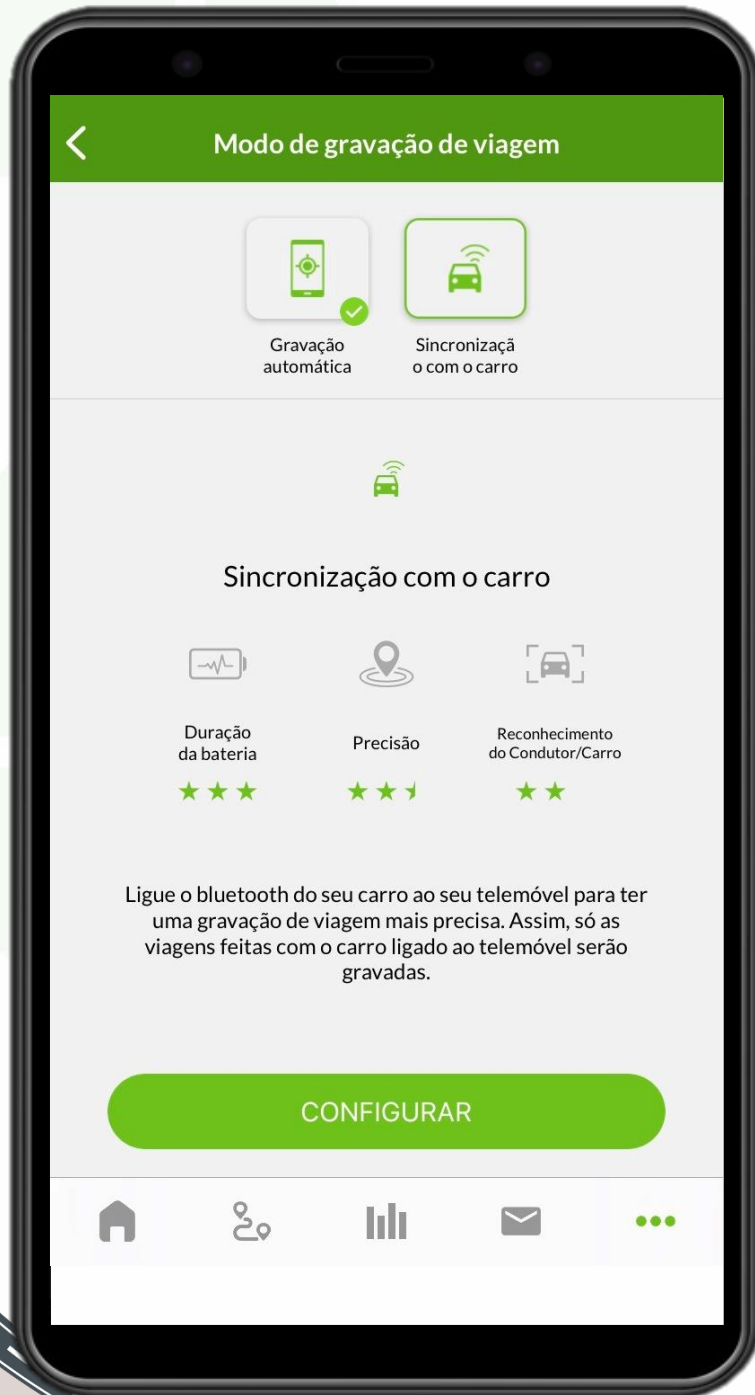 Modo de gravação de viagem
Gravação
automática
Sincronizaçã
o com o carro
Sincronização com o carro
Duração
da bateria
Precisão
Reconhecimento
do Condutor/Carro
Ligue o bluetooth do seu carro ao seu telemóvel para ter
uma gravação de viagem mais precisa. Assim, só as
viagens feitas com o carro ligado ao telemóvel serão
gravadas.
CONFIGURAR